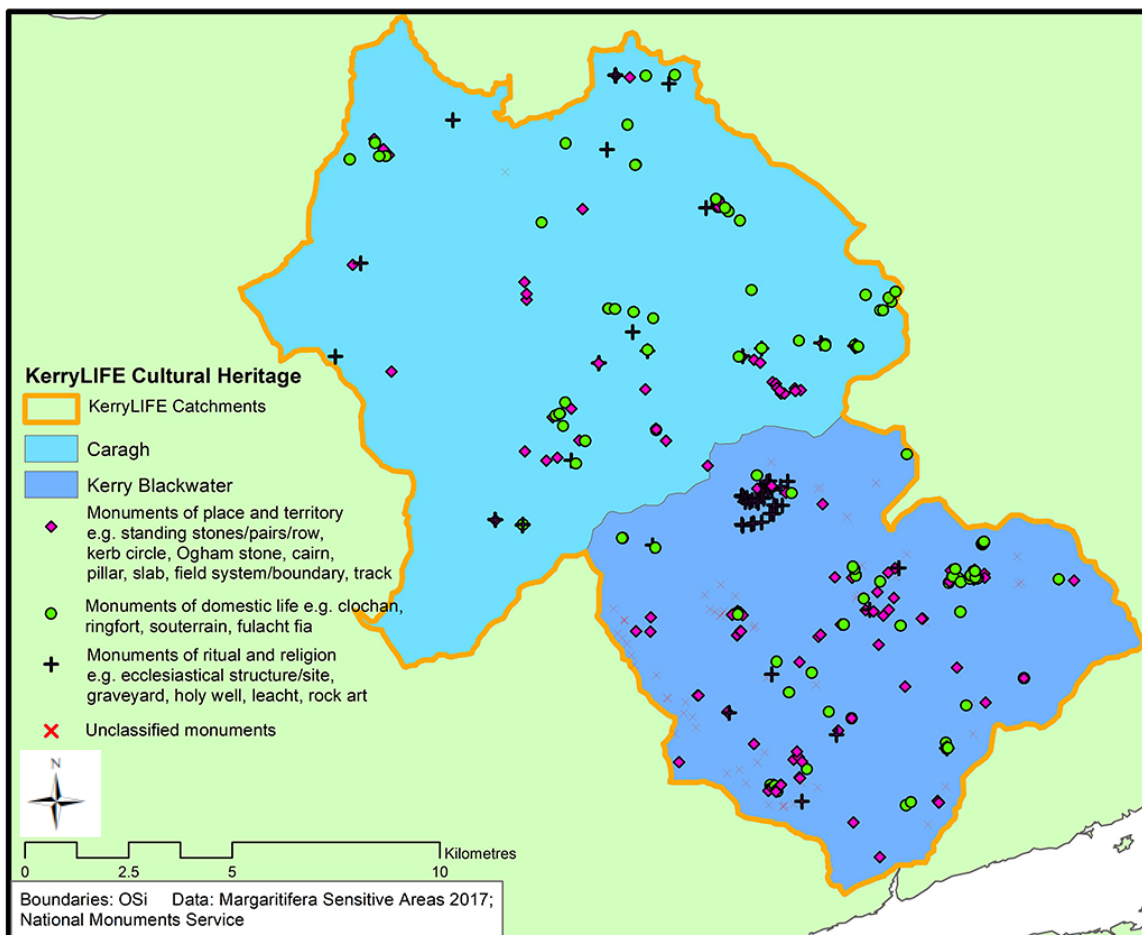 KerryLIFE Cultural Heritage
KerryLIFE Catchments
Caragh
Kerry Blackwater
Monuments of place and territory
e.g. standing stones/pairs/row,
kerb circle, Ogham stone, cairn,
pillar, slab, field system/boundary, track
Monuments of domestic life e.g. clochan,
ringfort, souterrain, fulacht fia
Monuments of ritual and religion
e.g. ecclesiastical structure/site,
graveyard, holy well, leacht, rock art
Unclassified monuments
N
Kilometres
0 2.5 5 10
Boundaries: OSi Data: Margaritifera Sensitive Areas 2017;
National Monuments Service